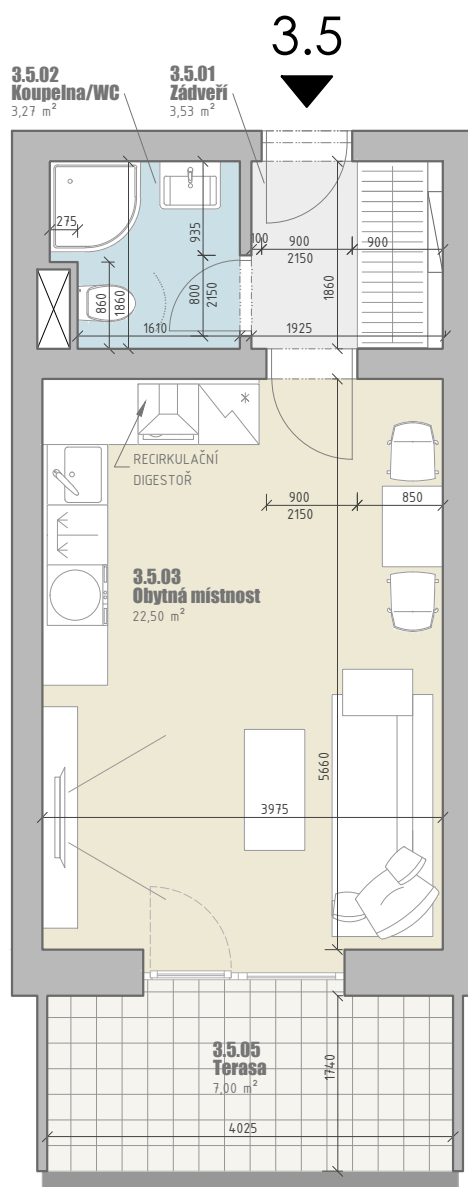 3.5
3.5.02
Koupelna/WC
3,27 m²
3.5.01
Zádveří
3,53 m²
275
935
100
900
2150
900
860
1860
800
2150
1860
1610
1925
RECIRKULAČNÍ
DIGESTOŘ
900
2150
850
3.5.03
Obytná místnost
22,50 m²
5660
3975
3.5.05
Terasa
7,00 m²
1740
4025